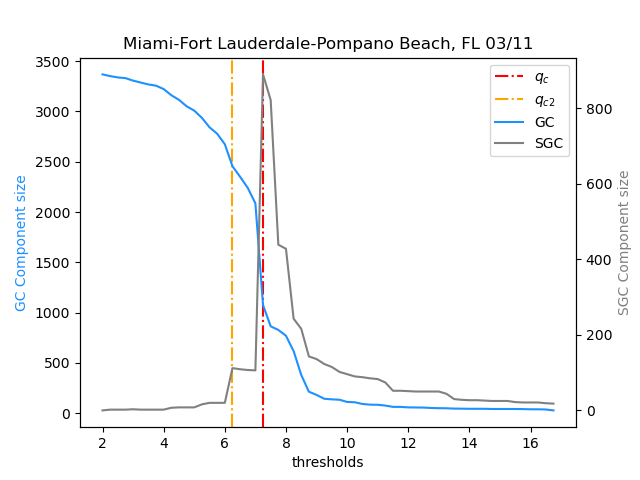 Miami-Fort Lauderdale-Pompano Beach, FL 03/11
3500
3000
2500
2000
1500
1000
500
0
GC Component size
800
600
400
200
0
SGC Component size
q_c
q_{c2}
GC
SGC
2 4 6 8 10 12 14 16
thresholds